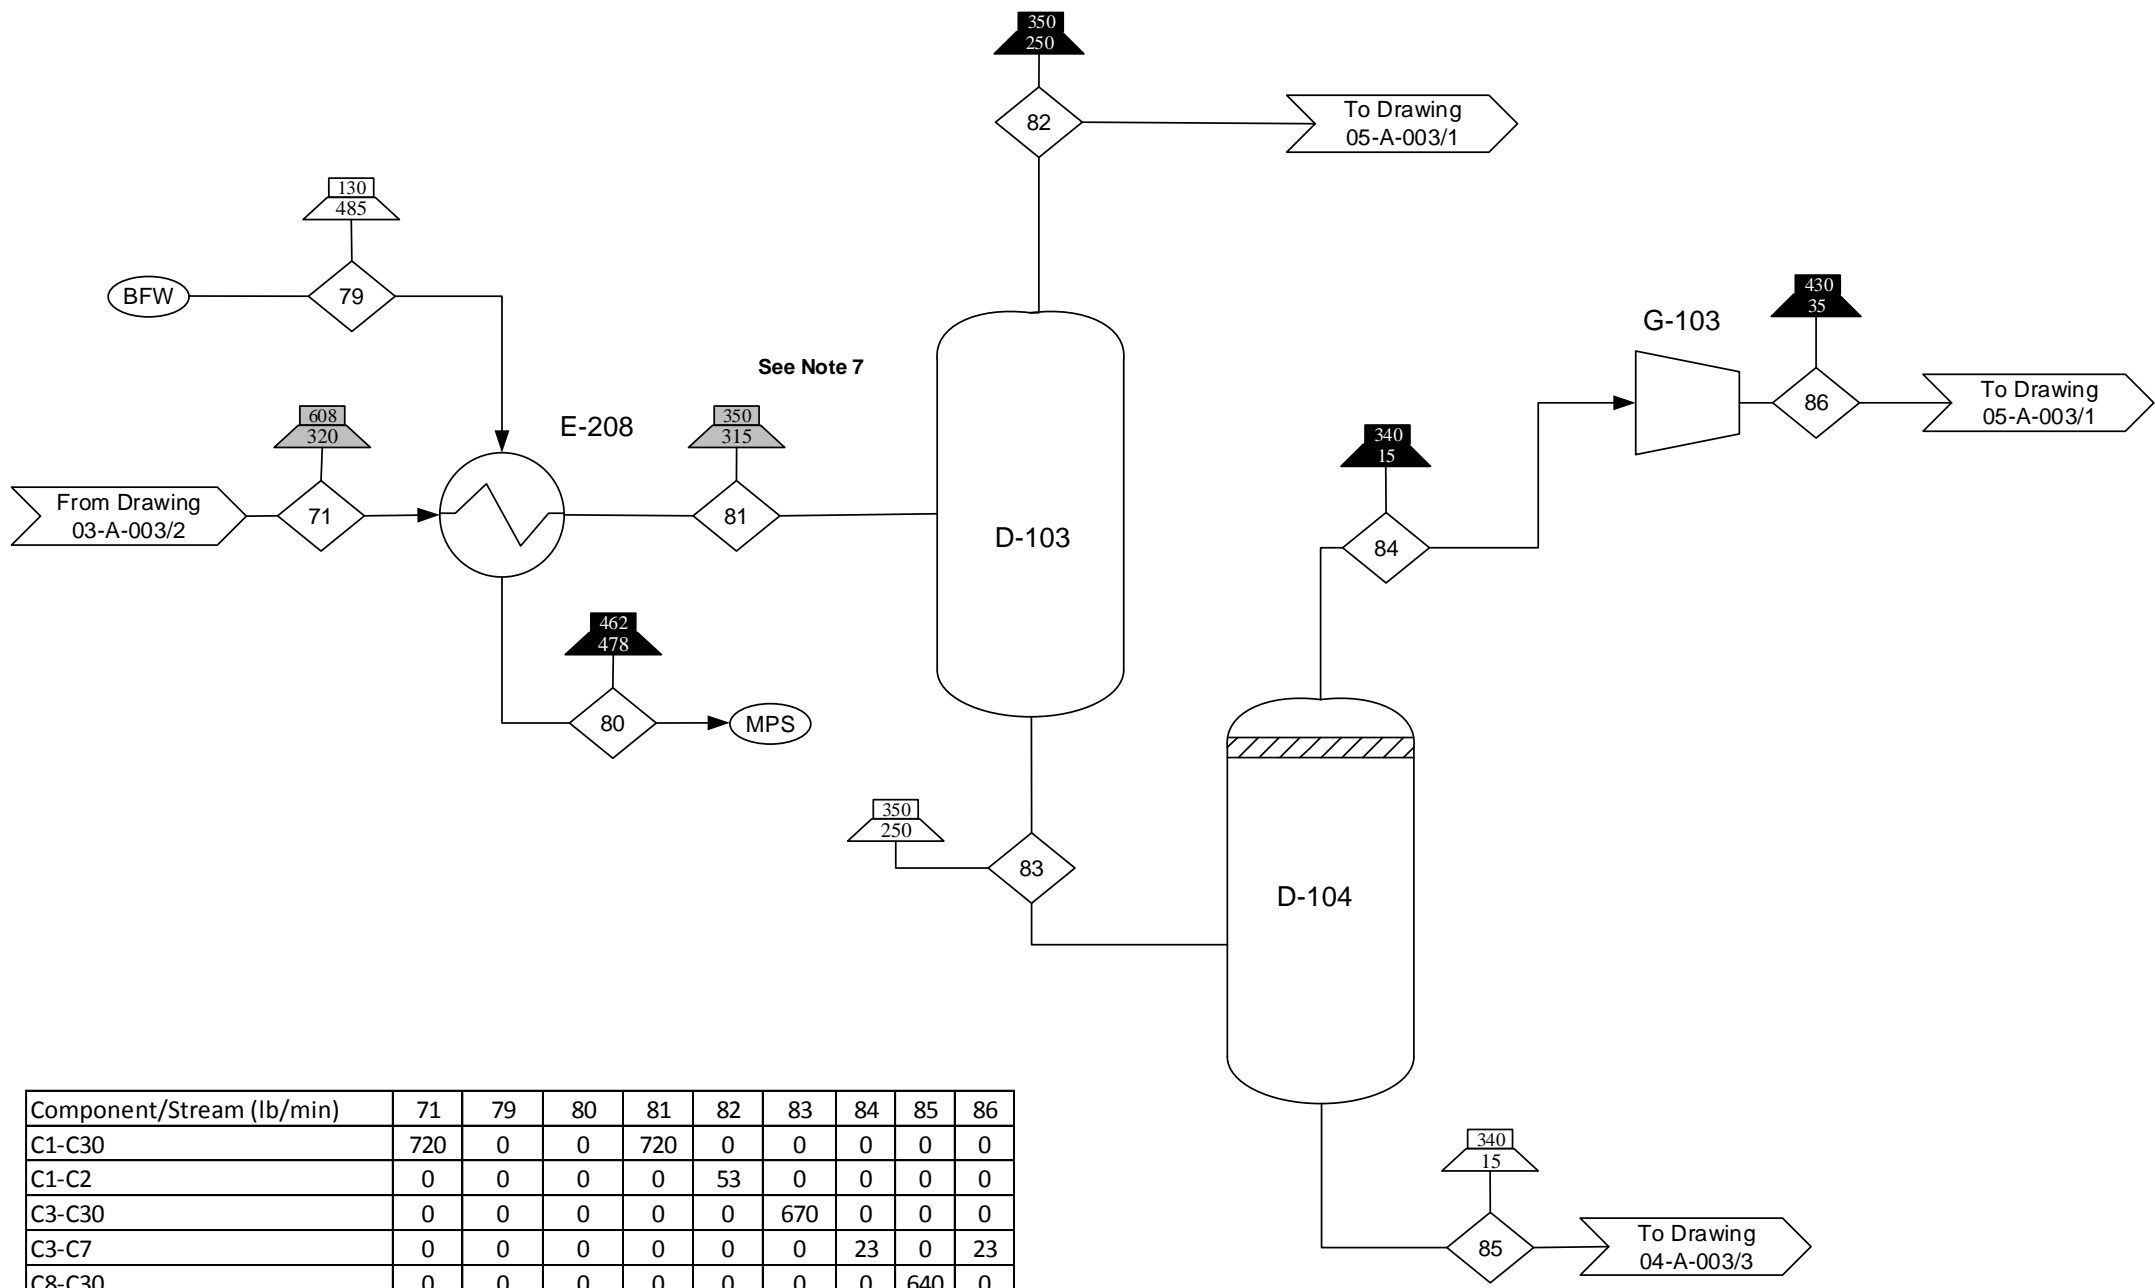 350
250
82
To Drawing
05-A-003/1
130
485
BFW
79
430
35
G-103
See Note 7
86
To Drawing
05-A-003/1
608
320
E-208
350
315
340
15
From Drawing
03-A-003/2
71
81
D-103
84
462
478
80
MPS
350
250
83
D-104
Component/Stream (lb/min) 71 79 80 81 82 83 84 85 86
C1-C30 720 0 0 720 0 0 0 0 0
C1-C2 0 0 0 0 53 0 0 0 0
C3-C30 0 0 0 0 0 670 0 0 0
C3-C7 0 0 0 0 0 0 23 0 23
C8-C30 0 0 0 0 0 0 0 640 0
340
15
85
To Drawing
04-A-003/3